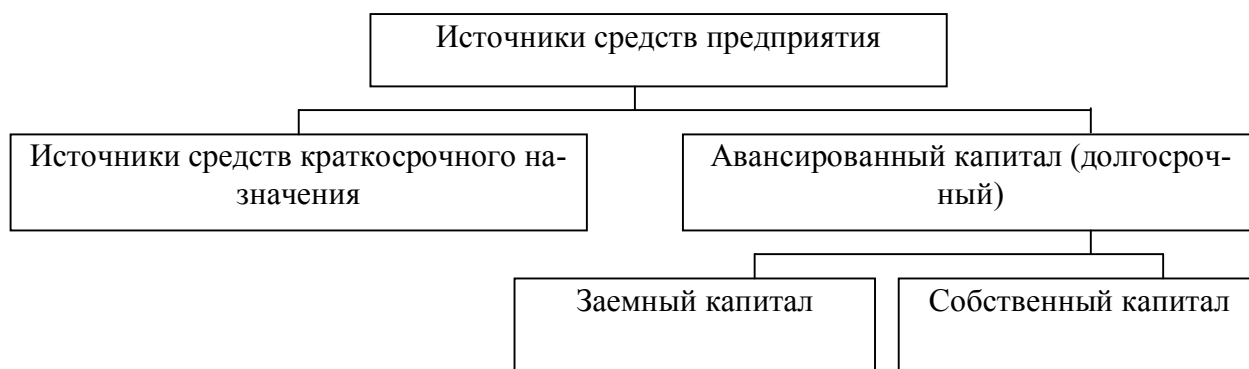 Источники средств предприятия
Источники средств краткосрочного на-
значения
Авансированный капитал (долгосроч-
ный)
Заемный капитал
Собственный капитал